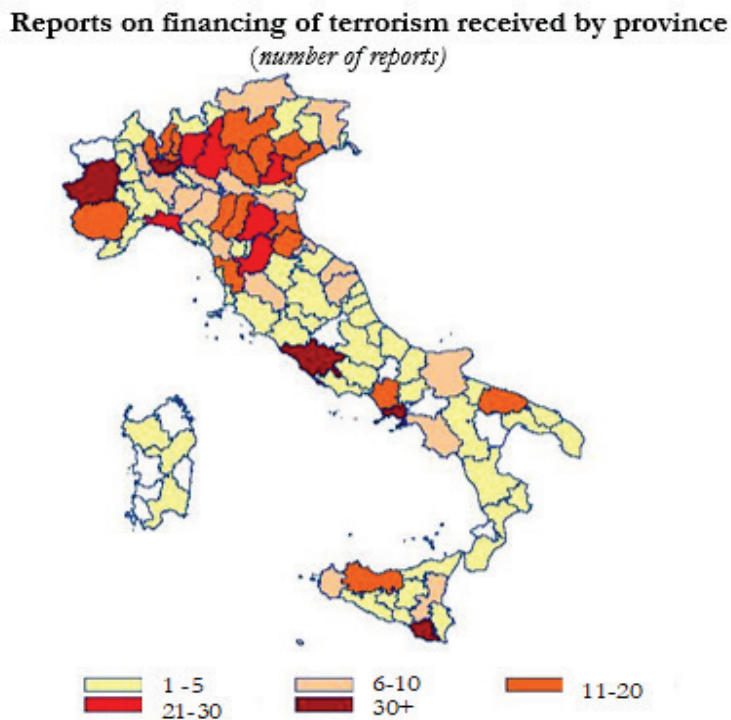 Reports on financing of terrorism received by province
(number of reports)
1 -5
6-10
11-20
21-30
30+